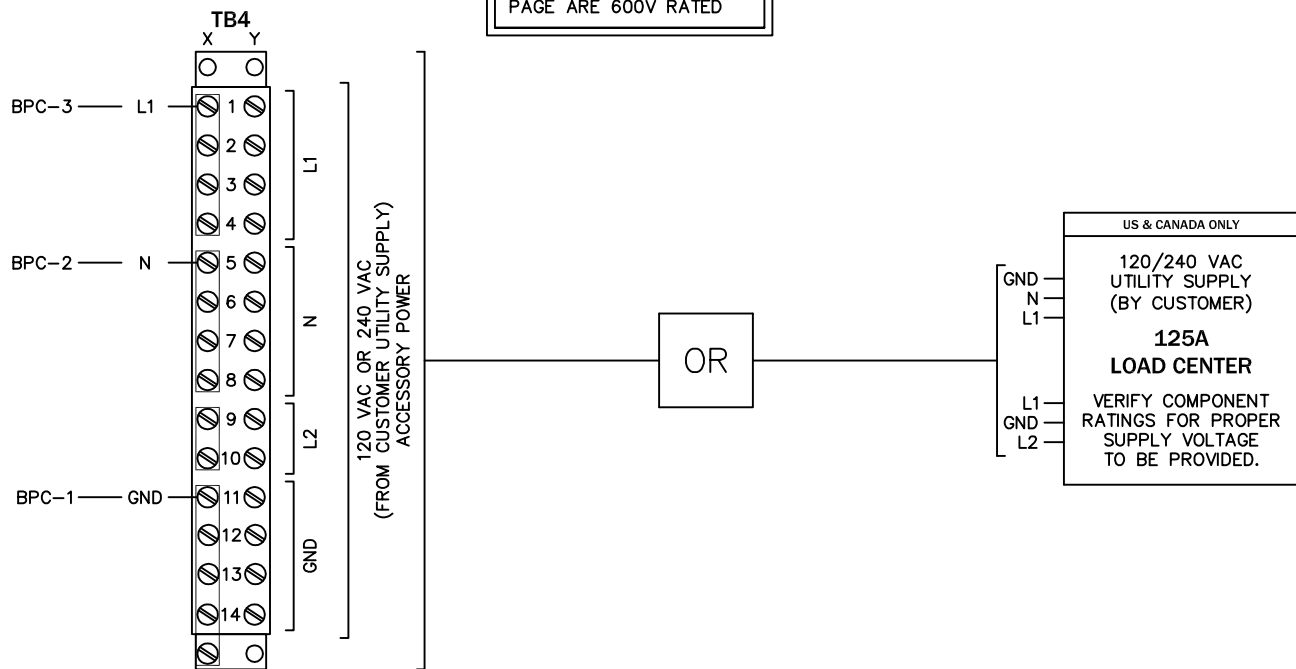 PAGE ARE 600V RATED
TB4
X Y
BPC-3 L1 1
2
3
4
L1
BPC-2 N 5
6
7
8
N
9
10
L2
BPC-1 GND 11
12
13
14
GND
120 VAC OR 240 VAC
(FROM CUSTOMER UTILITY SUPPLY)
ACCESSORY POWER
OR
GND
N
L1
L1
GND
L2
US & CANADA ONLY
120/240 VAC
UTILITY SUPPLY
(BY CUSTOMER)
125A
LOAD CENTER
VERIFY COMPONENT
RATINGS FOR PROPER
SUPPLY VOLTAGE
TO BE PROVIDED.